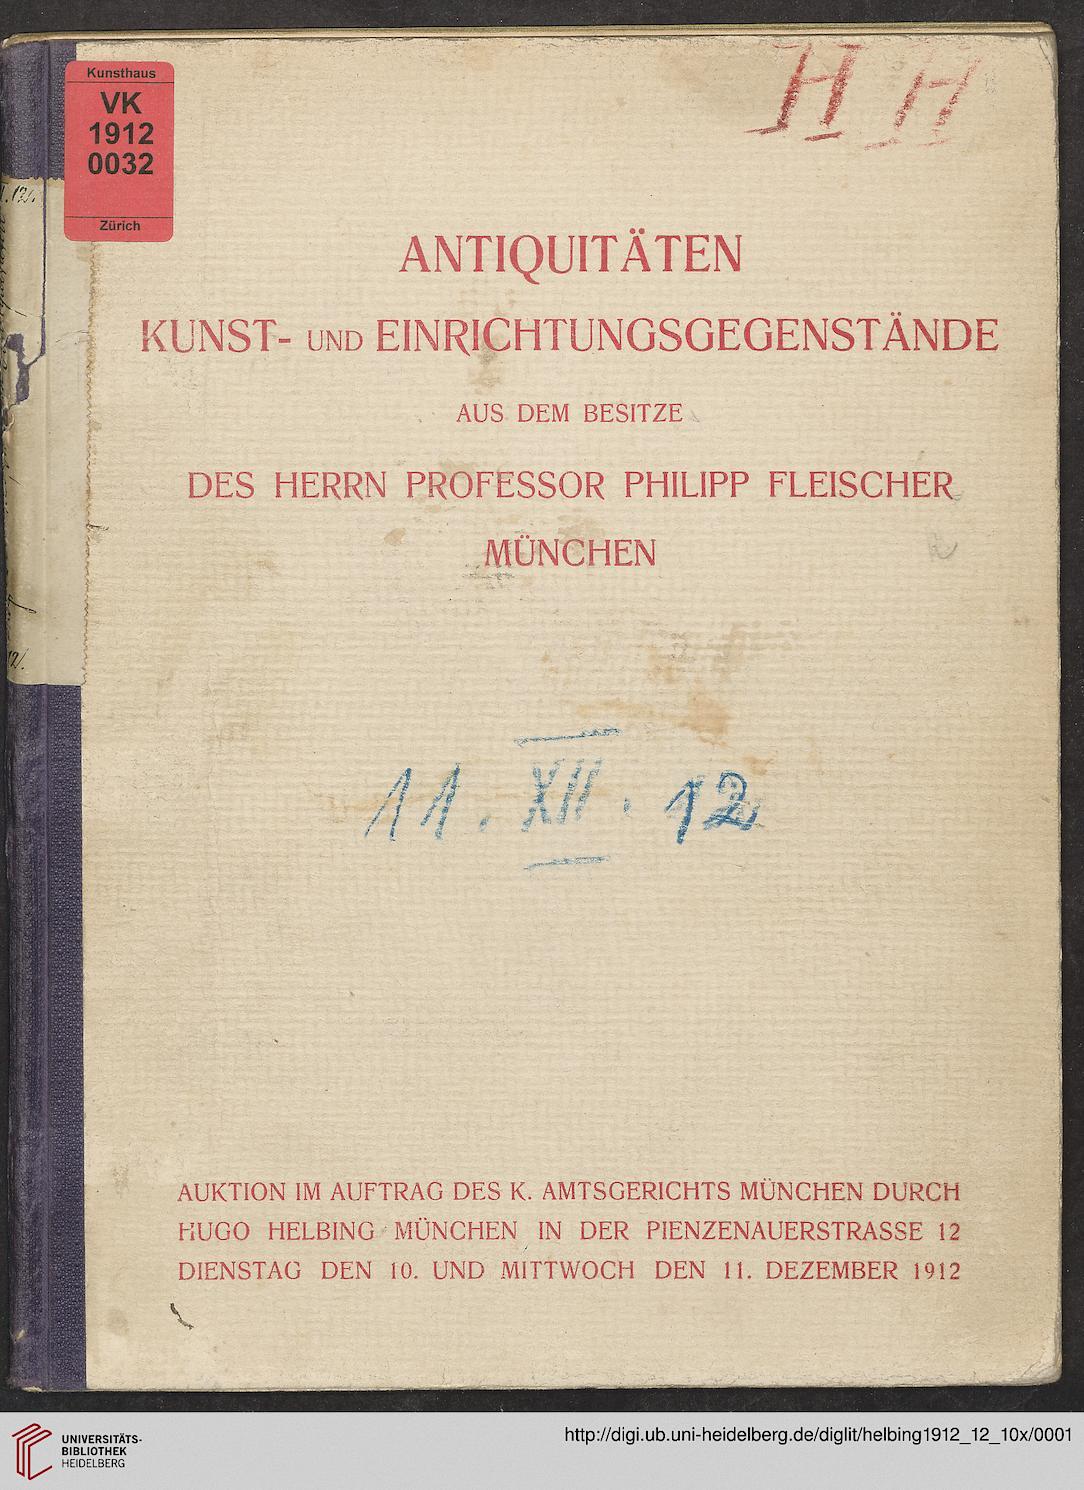 Kunsthaus
VK
1912
0032
Zürich
H H
ANTIQUITÄTEN
KUNST- UND EINRICHTUNGSGEGENSTÄNDE
AUS DEM BESITZE
DES HERRN PROFESSOR PHILIPP FLEISCHER
MÜNCHEN
11. XII. 12
AUKTION IM AUFTRAG DES K. AMTSGERICHTS MÜNCHEN DURCH
HUGO HELBING MÜNCHEN IN DER PIENZENAUERSTRASSE 12
DIENSTAG DEN 10. UND MITTWOCH DEN 11. DEZEMBER 1912
UNIVERSITÄTS-
BIBLIOTHEK
HEIDELBERG
http://digi.ub.uni-heidelberg.de/diglit/helbing1912_12_10x/0001